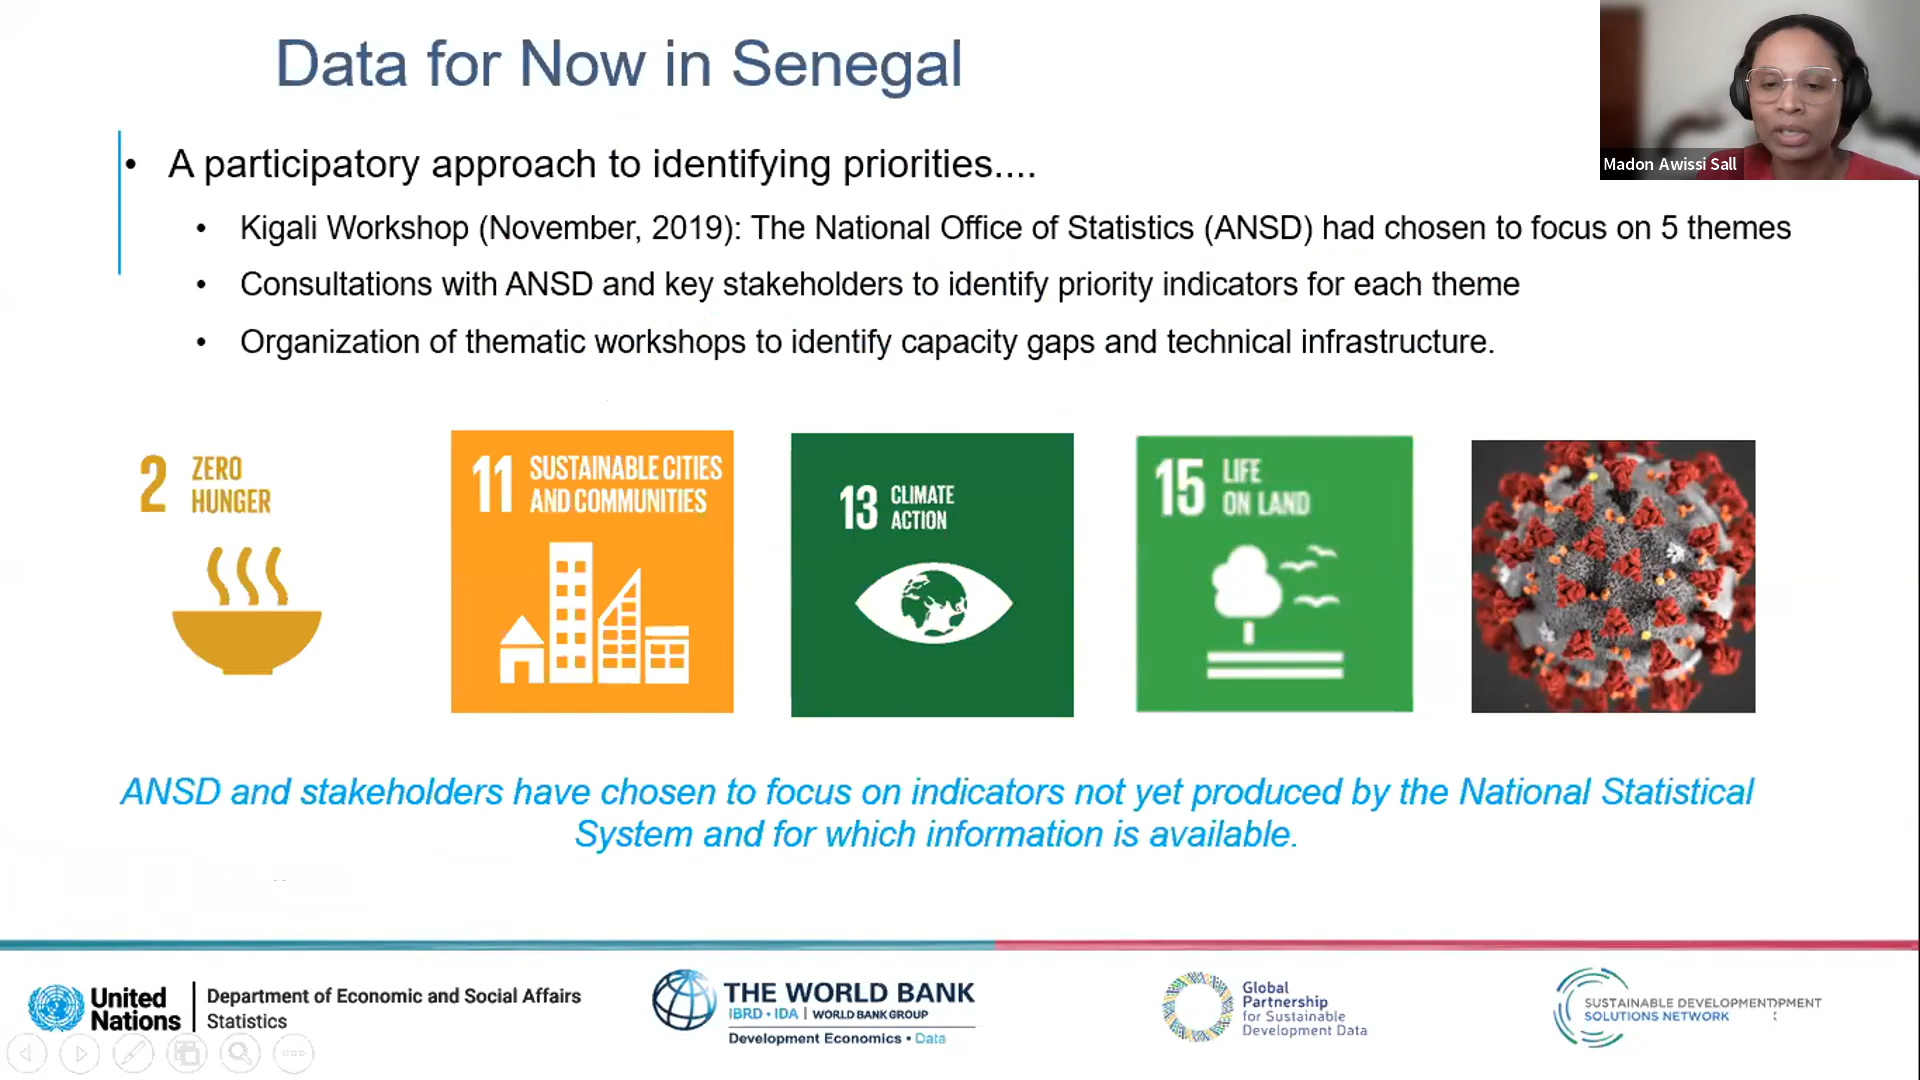 Data for Now in Senegal
Madon Awissi Sall
• A participatory approach to identifying priorities....
• Kigali Workshop (November, 2019): The National Office of Statistics (ANSD) had chosen to focus on 5 themes
• Consultations with ANSD and key stakeholders to identify priority indicators for each theme
• Organization of thematic workshops to identify capacity gaps and technical infrastructure.
2 ZERO
HUNGER
11 SUSTAINABLE CITIES
AND COMMUNITIES
13 CLIMATE
ACTION
15 LIFE
ON LAND
ANSD and stakeholders have chosen to focus on indicators not yet produced by the National Statistical
System and for which information is available.
United
Nations
Department of Economic and Social Affairs
Statistics
THE WORLD BANK
IBRD • IDA | WORLD BANK GROUP
Development Economics • Data
Global
Partnership
for Sustainable
Development Data
SUSTAINABLE DEVELOPMENTDPMENT
SOLUTIONS NETWORK